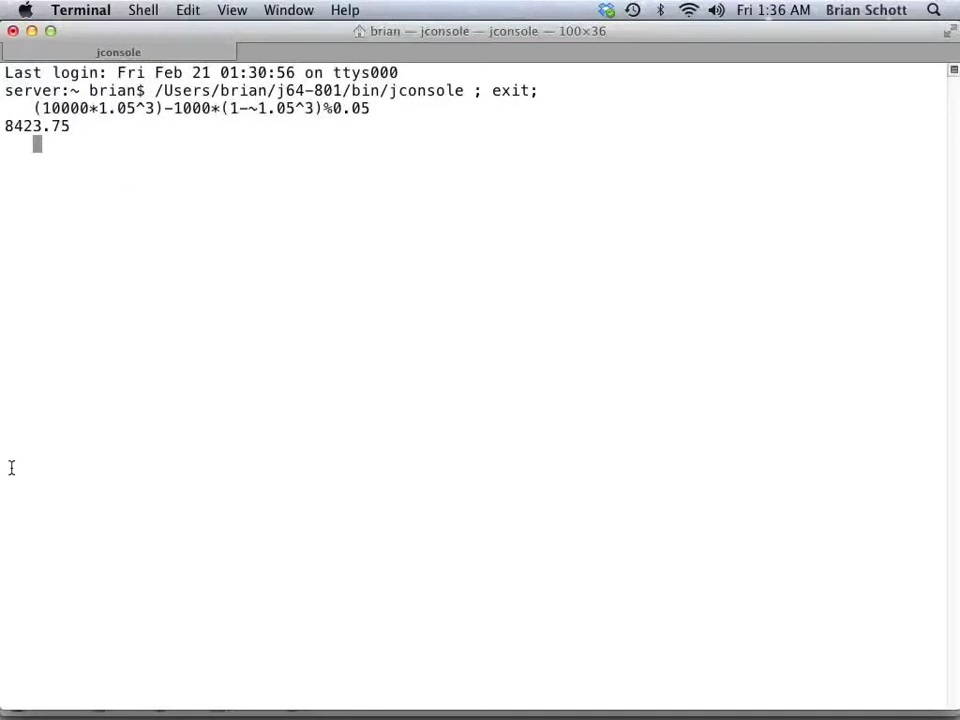 Terminal Shell Edit View Window Help Fri 1:36 AM Brian Schott
brian — jconsole — jconsole — 100×36
jconsole
Last login: Fri Feb 21 01:30:56 on ttys000
server:~ brian$ /Users/brian/j64-801/bin/jconsole ; exit;
(10000*1.05^3)-1000*(1-~1.05^3)%0.05
8423.75